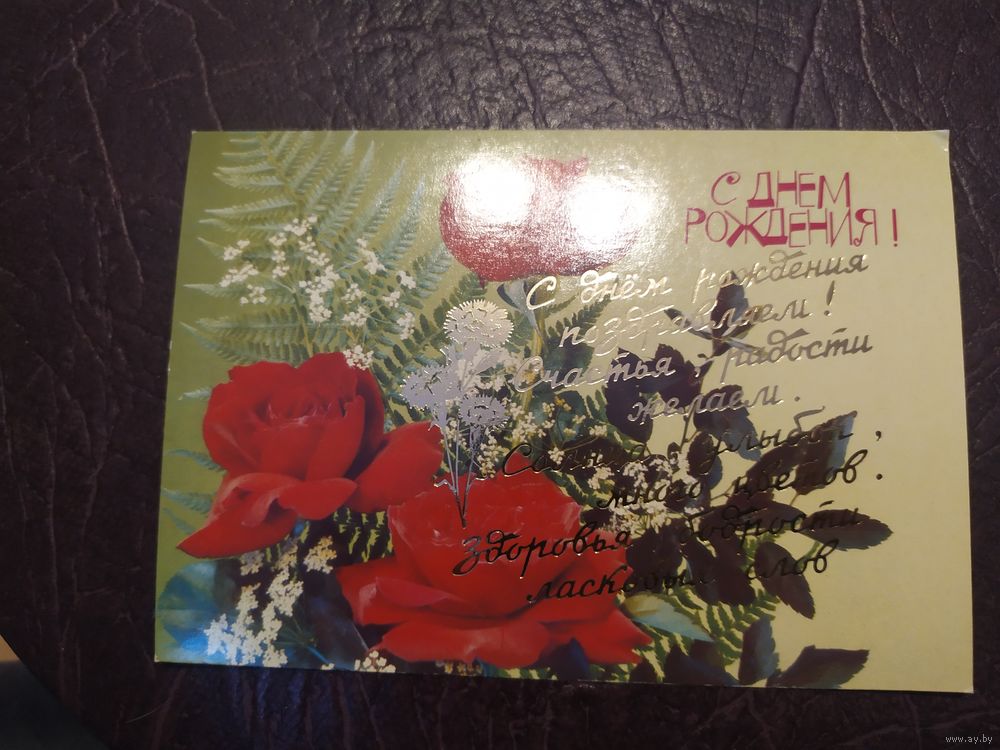 С ДНЕМ
РОЖДЕНИЯ!
С днём рождения
поздравляем!
Счастья, радости
желаем.
Солнца, улыбок,
много цветов.
Здоровья, бодрости
ласковых слов
www.ay.by